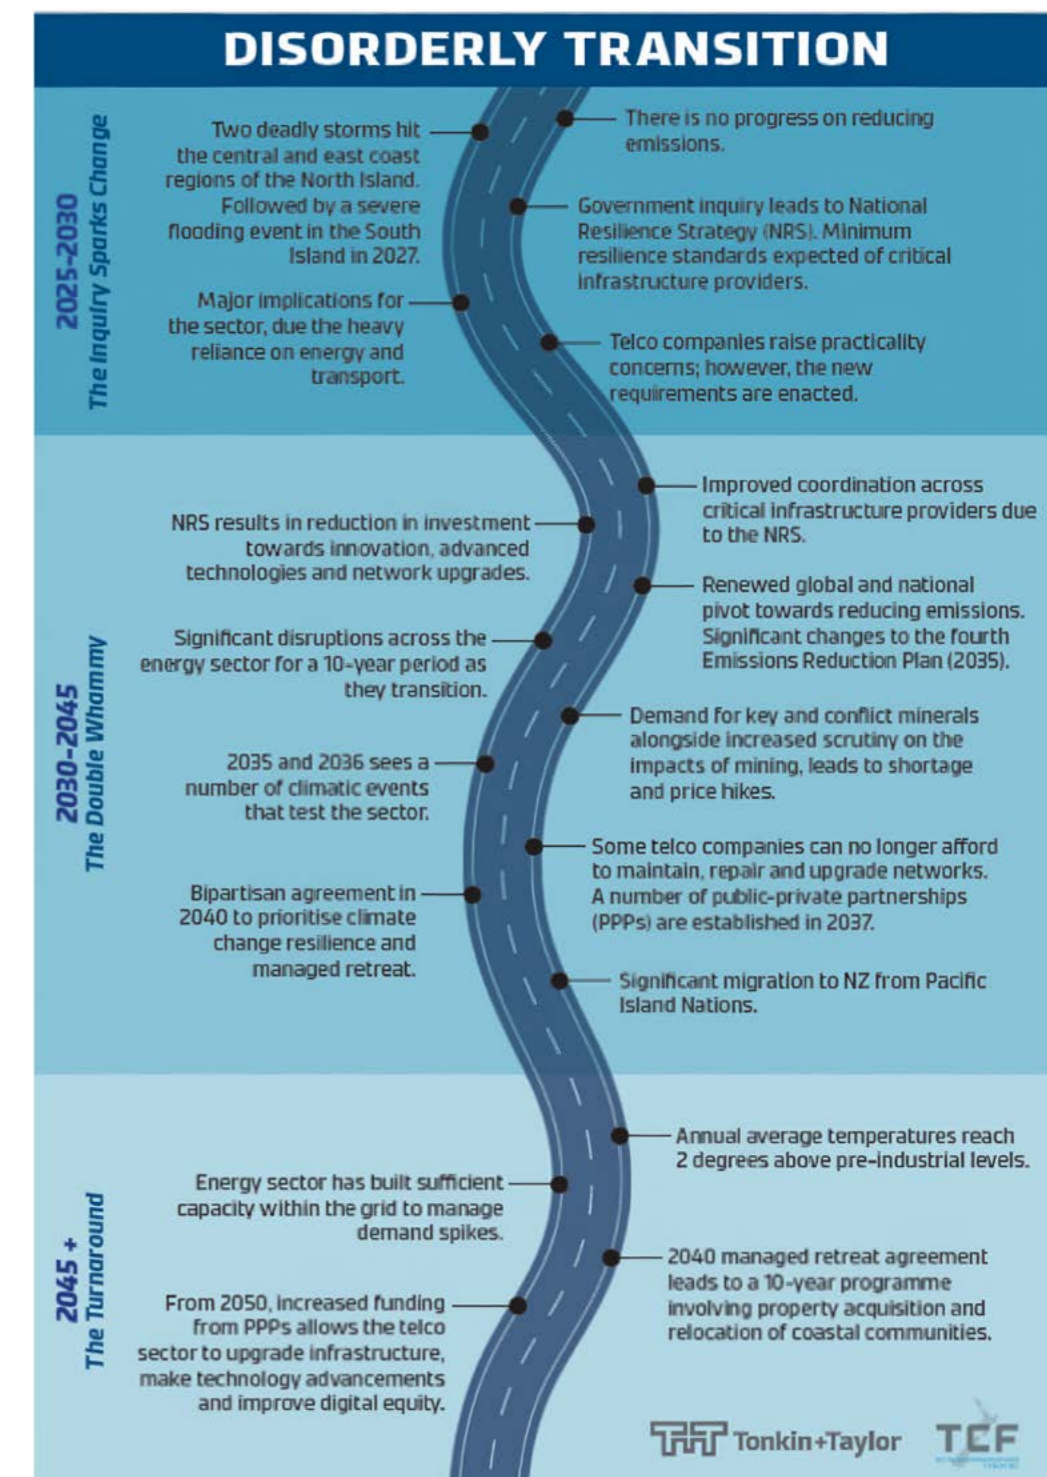 DISORDERLY TRANSITION
2025-2030
The Inquiry Sparks Change
Two deadly storms hit
the central and east coast
regions of the North Island.
Followed by a severe
flooding event in the South
Island in 2027.
Major implications for
the sector, due the heavy
reliance on energy and
transport.
There is no progress on reducing
emissions.
Government inquiry leads to National
Resilience Strategy (NRS). Minimum
resilience standards expected of critical
infrastructure providers.
Telco companies raise practicality
concerns; however, the new
requirements are enacted.
2030-2045
The Double Whammy
NRS results in reduction in investment
towards innovation, advanced
technologies and network upgrades.
Significant disruptions across the
energy sector for a 10-year period as
they transition.
2035 and 2036 sees a
number of climatic events
that test the sector.
Bipartisan agreement in
2040 to prioritise climate
change resilience and
managed retreat.
Improved coordination across
critical infrastructure providers due
to the NRS.
Renewed global and national
pivot towards reducing emissions.
Significant changes to the fourth
Emissions Reduction Plan (2035).
Demand for key and conflict minerals
alongside increased scrutiny on the
impacts of mining, leads to shortage
and price hikes.
Some telco companies can no longer afford
to maintain, repair and upgrade networks.
A number of public-private partnerships
(PPPs) are established in 2037.
Significant migration to NZ from Pacific
Island Nations.
2045 +
The Turnaround
Energy sector has built sufficient
capacity within the grid to manage
demand spikes.
From 2050, increased funding
from PPPs allows the telco
sector to upgrade infrastructure,
make technology advancements
and improve digital equity.
Annual average temperatures reach
2 degrees above pre-industrial levels.
2040 managed retreat agreement
leads to a 10-year programme
involving property acquisition and
relocation of coastal communities.
Tonkin+Taylor
TCF